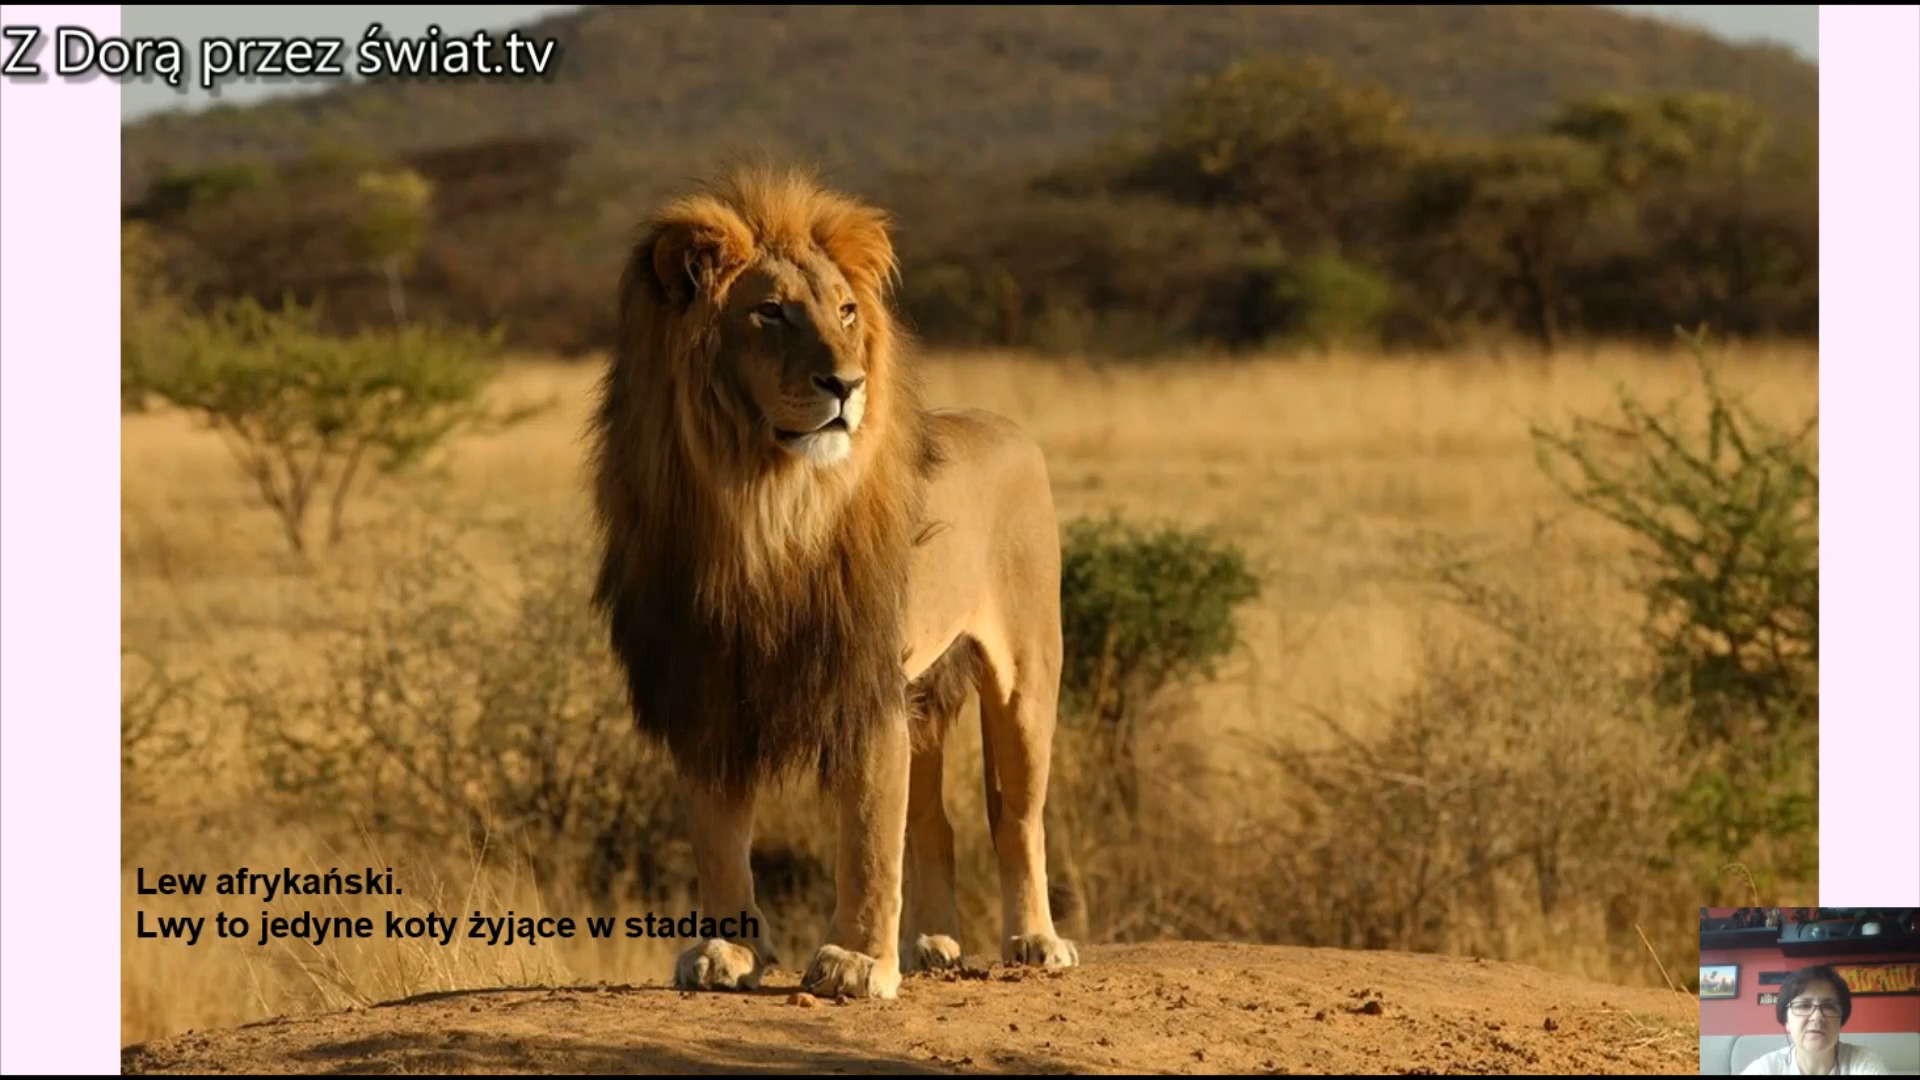 Z Dorą przez świat.tv
Lew afrykański.
Lwy to jedyne koty żyjące w stadach